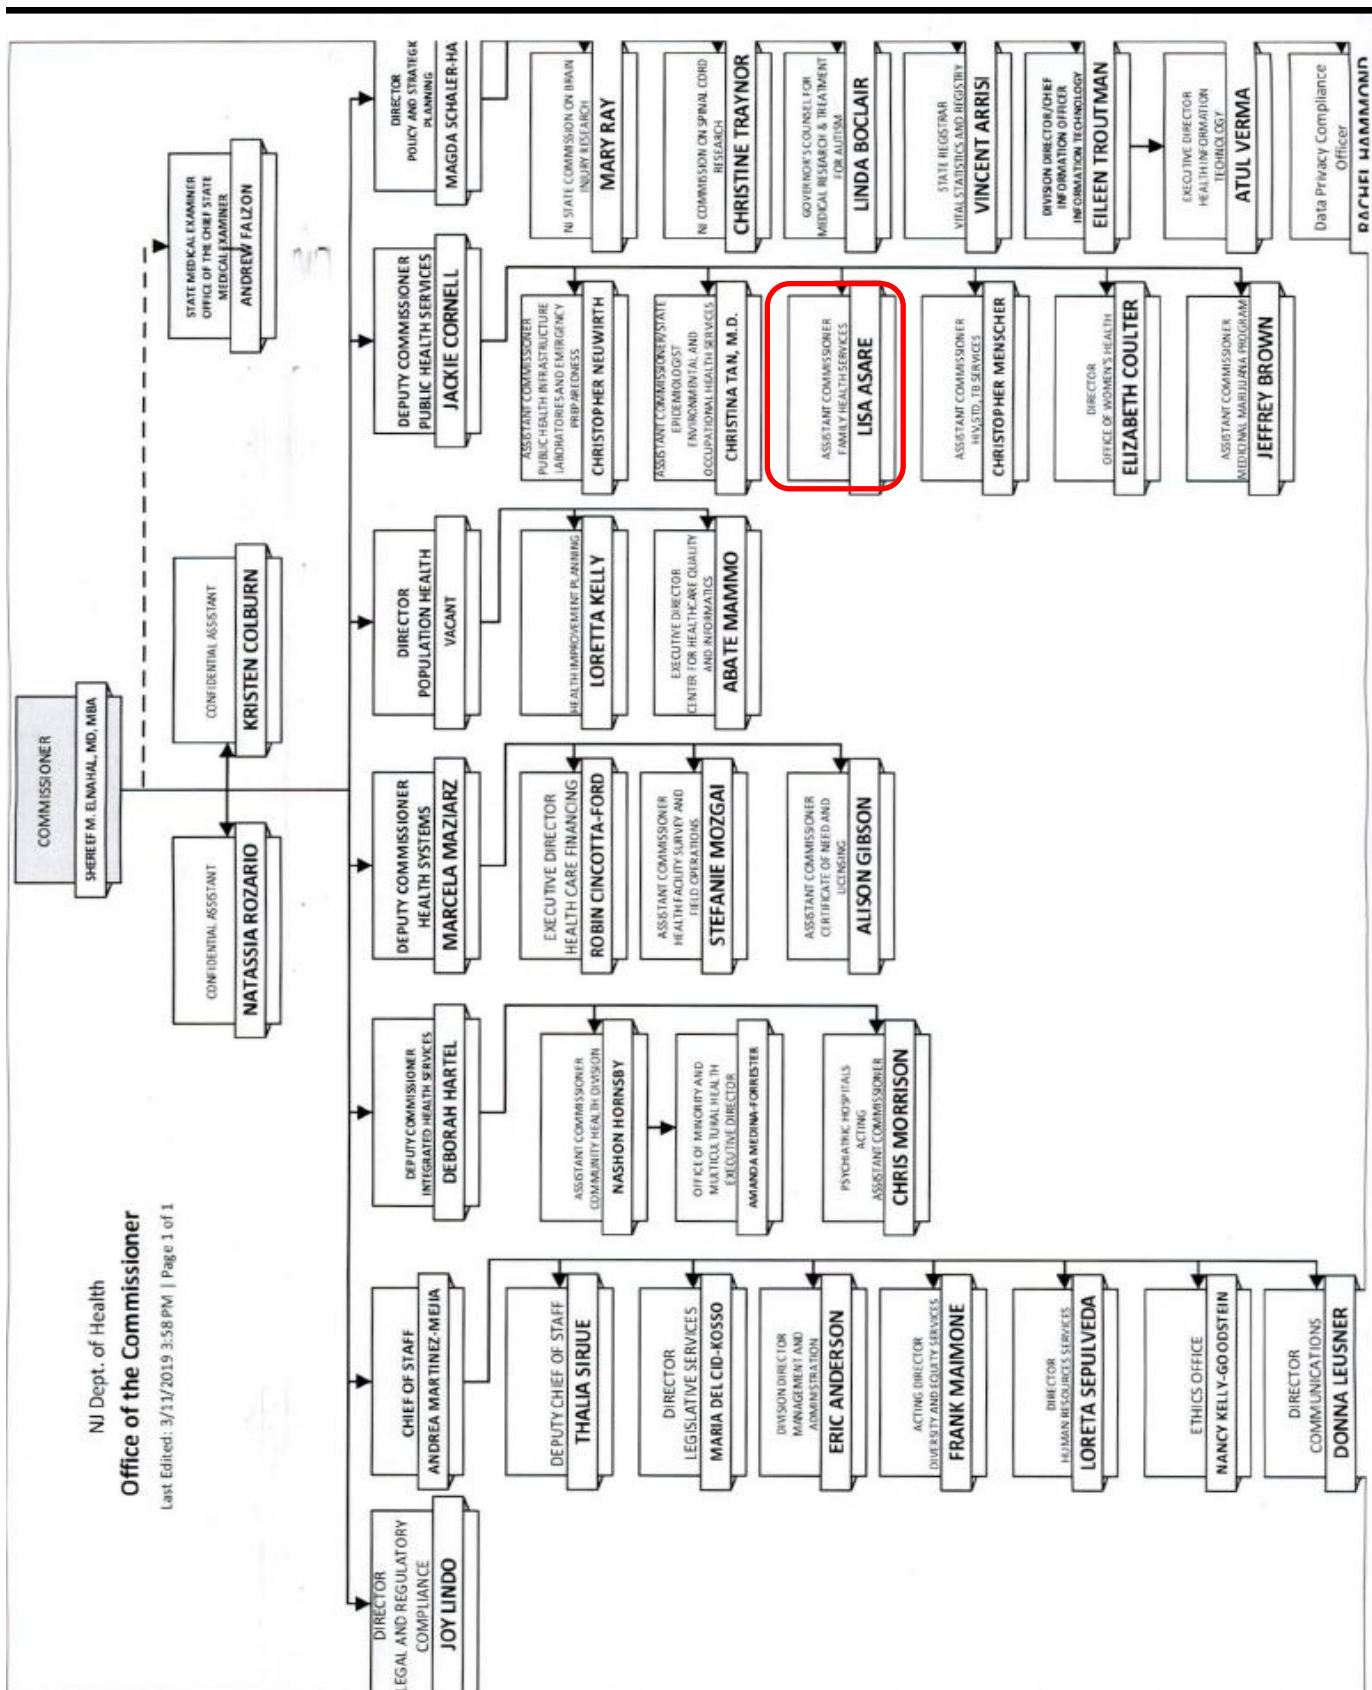 NJ Dept. of Health
Office of the Commissioner
Last Edited: 3/11/2019 3:58 PM | Page 1 of 1
COMMISSIONER
SHEREEF M. ELNAHAL, MD, MBA
CONFIDENTIAL ASSISTANT
NATASSIA ROZARIO
CONFIDENTIAL ASSISTANT
KRISTEN COLBURN
STATE MEDICAL EXAMINER
OFFICE OF THE CHIEF STATE
MEDICAL EXAMINER
ANDREW FALZON
DIRECTOR
LEGAL AND REGULATORY
COMPLIANCE
JOY LINDO
CHIEF OF STAFF
ANDREA MARTINEZ-MEJIA
DEPUTY CHIEF OF STAFF
THALIA SIRJUE
DIRECTOR
LEGISLATIVE SERVICES
MARIA DEL CID-KOSSO
DIVISION DIRECTOR
MANAGEMENT AND
ADMINISTRATION
ERIC ANDERSON
ACTING DIRECTOR
DIVERSITY AND EQUITY SERVICES
FRANK MAIMONE
DIRECTOR
HUMAN RESOURCES SERVICES
LORETA SEPULVEDA
ETHICS OFFICE
NANCY KELLY-GOODSTEIN
DIRECTOR
COMMUNICATIONS
DONNA LEUSNER
DEPUTY COMMISSIONER
INTEGRATED HEALTH SERVICES
DEBORAH HARTEL
ASSISTANT COMMISSIONER
COMMUNITY HEALTH DIVISION
NASHON HORNSBY
OFFICE OF MINORITY AND
MULTICULTURAL HEALTH
EXECUTIVE DIRECTOR
AMANDA MEDINA-FORRESTER
PSYCHIATRIC HOSPITALS
ACTING
ASSISTANT COMMISSIONER
CHRIS MORRISON
DEPUTY COMMISSIONER
HEALTH SYSTEMS
MARCELA MAZIARZ
EXECUTIVE DIRECTOR
HEALTH CARE FINANCING
ROBIN CINCOTTA-FORD
ASSISTANT COMMISSIONER
HEALTH FACILITY SURVEY AND
FIELD OPERATIONS
STEFANIE MOZGAI
ASSISTANT COMMISSIONER
CERTIFICATE OF NEED AND
LICENSING
ALISON GIBSON
DIRECTOR
POPULATION HEALTH
VACANT
HEALTH IMPROVEMENT PLANNING
LORETTA KELLY
EXECUTIVE DIRECTOR
CENTER FOR HEALTHCARE QUALITY
AND INFORMATICS
ABATE MAMMO
DEPUTY COMMISSIONER
PUBLIC HEALTH SERVICES
JACKIE CORNELL
ASSISTANT COMMISSIONER
PUBLIC HEALTH INFRASTRUCTURE
LABORATORIES AND EMERGENCY
PREPAREDNESS
CHRISTOPHER NEUWIRTH
ASSISTANT COMMISSIONER/STATE
EPIDEMIOLOGIST
ENVIRONMENTAL AND
OCCUPATIONAL HEALTH SERVICES
CHRISTINA TAN, M.D.
ASSISTANT COMMISSIONER
FAMILY HEALTH SERVICES
LISA ASARE
ASSISTANT COMMISSIONER
HIV, STD, TB SERVICES
CHRISTOPHER MENSCHER
DIRECTOR
OFFICE OF WOMEN'S HEALTH
ELIZABETH COULTER
ASSISTANT COMMISSIONER
MEDICINAL MARIJUANA PROGRAM
JEFFREY BROWN
DIRECTOR
POLICY AND STRATEGIC
PLANNING
MAGDA SCHALER-HA
NJ STATE COMMISSION ON BRAIN
INJURY RESEARCH
MARY RAY
NJ COMMISSION ON SPINAL CORD
RESEARCH
CHRISTINE TRAYNOR
GOVERNOR'S COUNSEL FOR
MEDICAL RESEARCH & TREATMENT
FOR AUTISM
LINDA BOCLAIR
STATE REGISTRAR
VITAL STATISTICS AND REGISTRY
VINCENT ARRISI
DIVISION DIRECTOR/CHIEF
INFORMATION OFFICER
INFORMATION TECHNOLOGY
EILEEN TROUTMAN
EXECUTIVE DIRECTOR
HEALTH INFORMATION
TECHNOLOGY
ATUL VERMA
Data Privacy Compliance
Officer
RACHEL HAMMOND